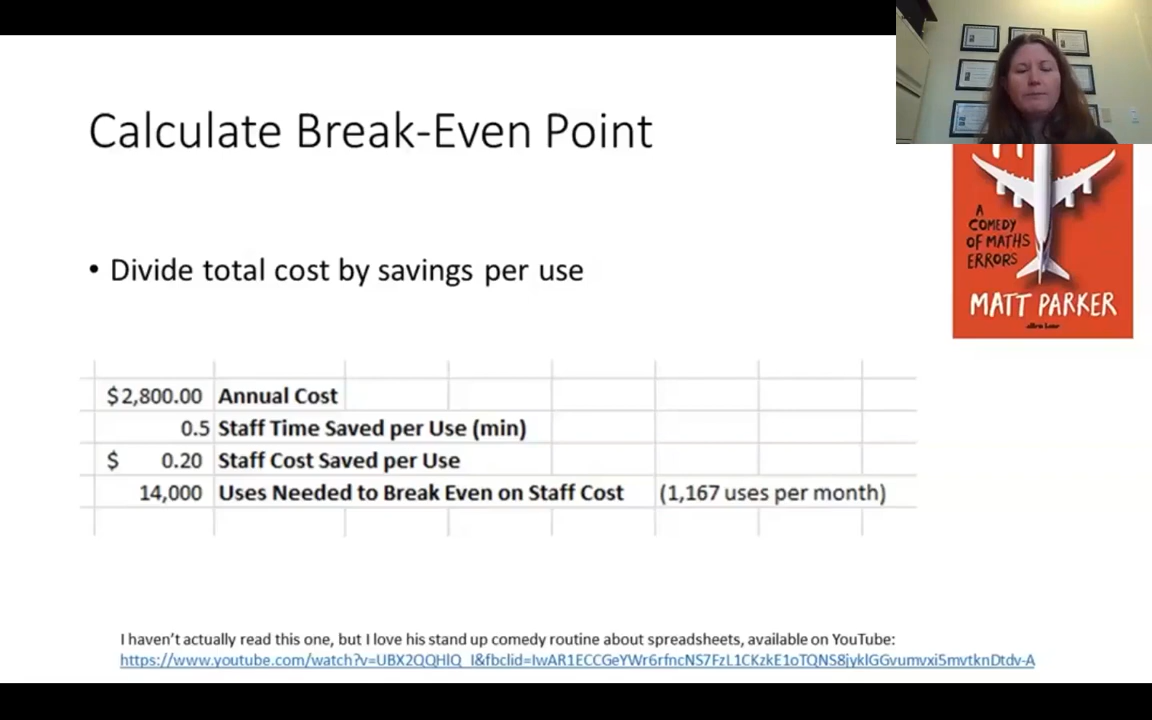 Calculate Break-Even Point
• Divide total cost by savings per use
A
COMEDY
OF MATHS
ERRORS
MATT PARKER
$2,800.00 Annual Cost
0.5 Staff Time Saved per Use (min)
$ 0.20 Staff Cost Saved per Use
14,000 Uses Needed to Break Even on Staff Cost (1,167 uses per month)
I haven't actually read this one, but I love his stand up comedy routine about spreadsheets, available on YouTube:
https://www.youtube.com/watch?v=UBX2QQHlQ_I&fbclid=IwAR1ECCGeYWr6rfncNS7FzL1CKzkE1oTQNS8jyklGGvumvxi5mvtknDtdv-A